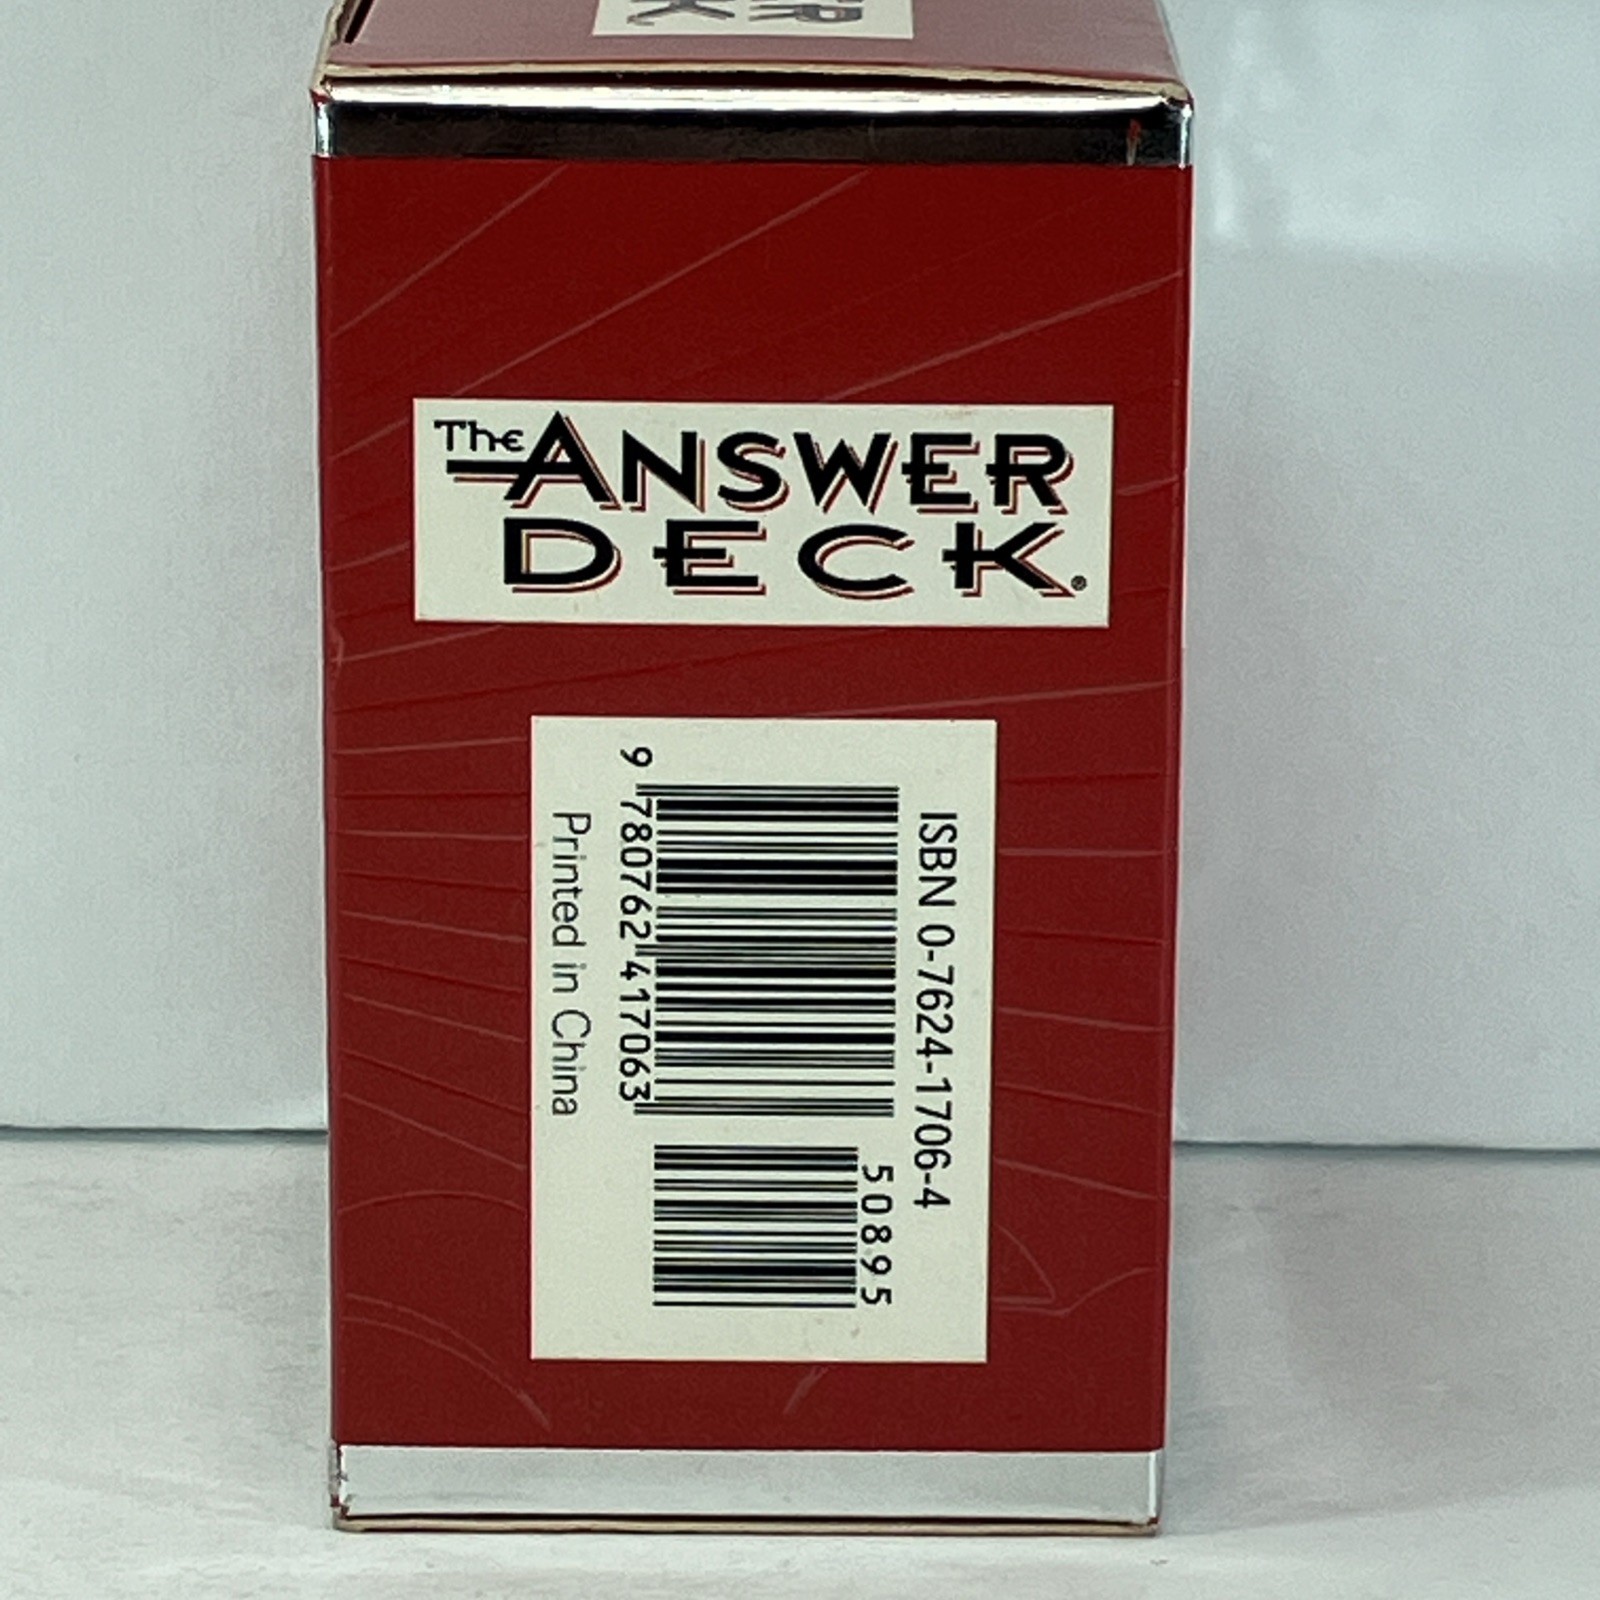 The ANSWER
DECK®
ISBN 0-7624-1706-4
50895
9 780762 417063
Printed in China